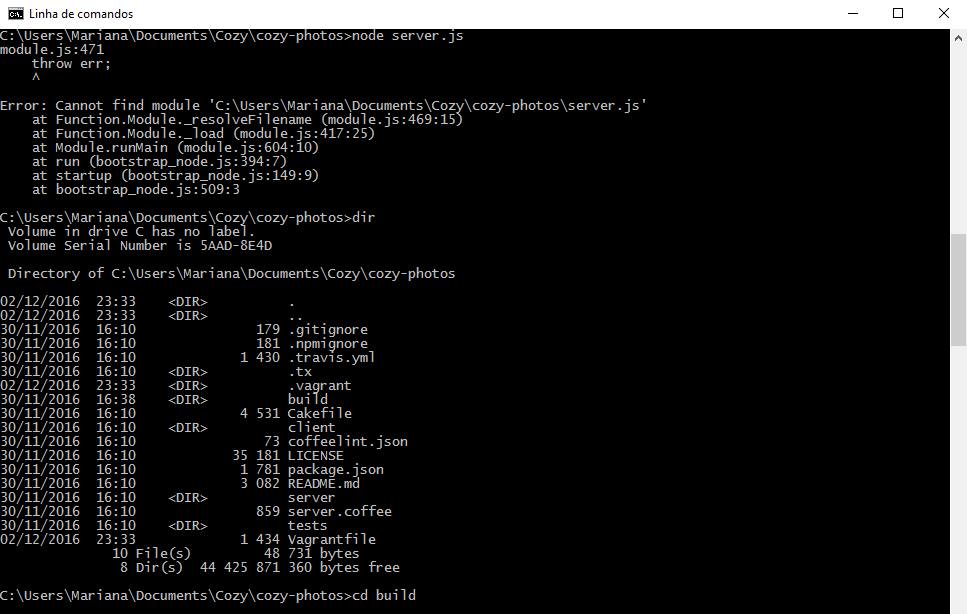 Linha de comandos
C:\Users\Mariana\Documents\Cozy\cozy-photos>node server.js
module.js:471
    throw err;
    ^
Error: Cannot find module 'C:\Users\Mariana\Documents\Cozy\cozy-photos\server.js'
    at Function.Module._resolveFilename (module.js:469:15)
    at Function.Module._load (module.js:417:25)
    at Module.runMain (module.js:604:10)
    at run (bootstrap_node.js:394:7)
    at startup (bootstrap_node.js:149:9)
    at bootstrap_node.js:509:3
C:\Users\Mariana\Documents\Cozy\cozy-photos>dir
 Volume in drive C has no label.
 Volume Serial Number is 5AAD-8E4D
 Directory of C:\Users\Mariana\Documents\Cozy\cozy-photos
02/12/2016  23:33    <DIR>          .
02/12/2016  23:33    <DIR>          ..
30/11/2016  16:10               179 .gitignore
30/11/2016  16:10               181 .npmignore
30/11/2016  16:10             1 430 .travis.yml
30/11/2016  16:10    <DIR>          .tx
02/12/2016  23:33    <DIR>          .vagrant
30/11/2016  16:38    <DIR>          build
30/11/2016  16:10             4 531 Cakefile
30/11/2016  16:10    <DIR>          client
30/11/2016  16:10                73 coffeelint.json
30/11/2016  16:10            35 181 LICENSE
30/11/2016  16:10             1 781 package.json
30/11/2016  16:10             3 082 README.md
30/11/2016  16:10    <DIR>          server
30/11/2016  16:10               859 server.coffee
30/11/2016  16:10    <DIR>          tests
02/12/2016  23:33             1 434 Vagrantfile
              10 File(s)         48 731 bytes
               8 Dir(s)  44 425 871 360 bytes free
C:\Users\Mariana\Documents\Cozy\cozy-photos>cd build